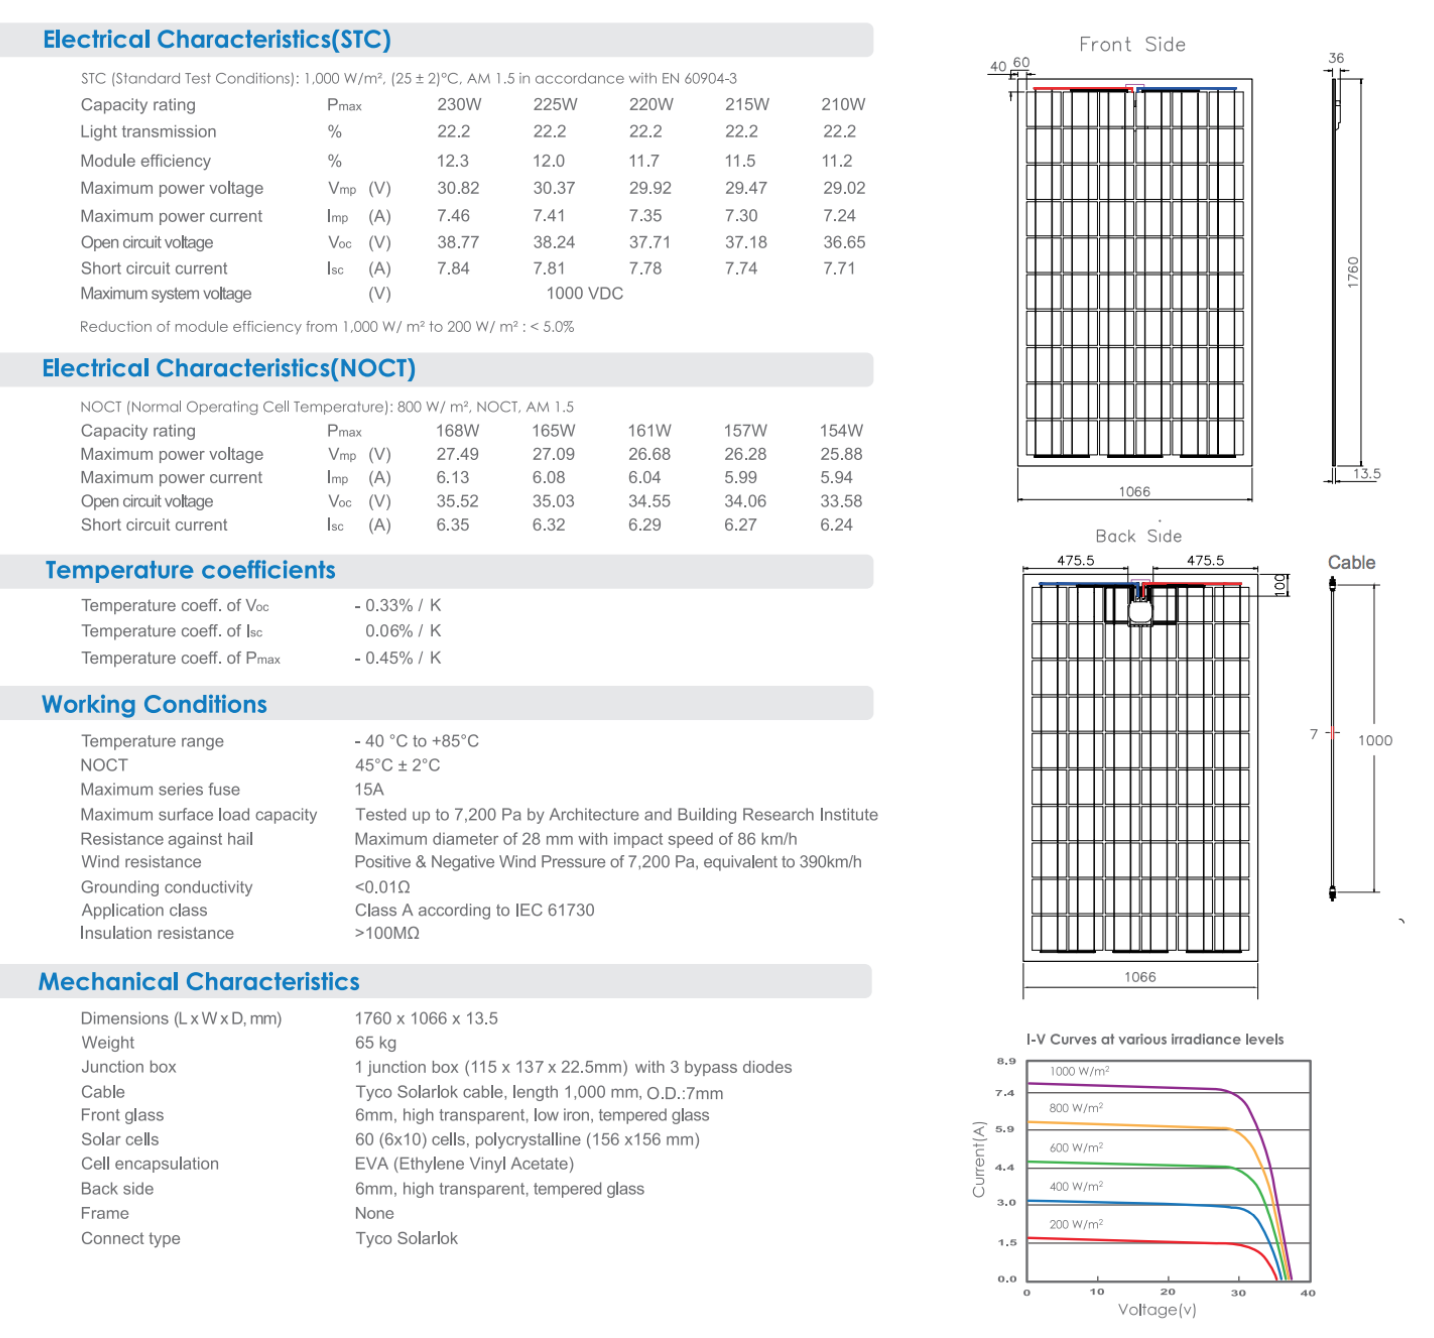 Electrical Characteristics(STC)
STC (Standard Test Conditions): 1,000 W/m², (25 ± 2)°C, AM 1.5 in accordance with EN 60904-3
Capacity rating Pmax 230W 225W 220W 215W 210W
Light transmission % 22.2 22.2 22.2 22.2 22.2
Module efficiency % 12.3 12.0 11.7 11.5 11.2
Maximum power voltage Vmp (V) 30.82 30.37 29.92 29.47 29.02
Maximum power current Imp (A) 7.46 7.41 7.35 7.30 7.24
Open circuit voltage Voc (V) 38.77 38.24 37.71 37.18 36.65
Short circuit current Isc (A) 7.84 7.81 7.78 7.74 7.71
Maximum system voltage (V) 1000 VDC
Reduction of module efficiency from 1,000 W/ m² to 200 W/ m² : < 5.0%
Electrical Characteristics(NOCT)
NOCT (Normal Operating Cell Temperature): 800 W/ m², NOCT, AM 1.5
Capacity rating Pmax 168W 165W 161W 157W 154W
Maximum power voltage Vmp (V) 27.49 27.09 26.68 26.28 25.88
Maximum power current Imp (A) 6.13 6.08 6.04 5.99 5.94
Open circuit voltage Voc (V) 35.52 35.03 34.55 34.06 33.58
Short circuit current Isc (A) 6.35 6.32 6.29 6.27 6.24
Temperature coefficients
Temperature coeff. of Voc - 0.33% / K
Temperature coeff. of Isc 0.06% / K
Temperature coeff. of Pmax - 0.45% / K
Working Conditions
Temperature range - 40 °C to +85°C
NOCT 45°C ± 2°C
Maximum series fuse 15A
Maximum surface load capacity Tested up to 7,200 Pa by Architecture and Building Research Institute
Resistance against hail Maximum diameter of 28 mm with impact speed of 86 km/h
Wind resistance Positive & Negative Wind Pressure of 7,200 Pa, equivalent to 390km/h
Grounding conductivity <0.01Ω
Application class Class A according to IEC 61730
Insulation resistance >100MΩ
Mechanical Characteristics
Dimensions (L x W x D, mm) 1760 x 1066 x 13.5
Weight 65 kg
Junction box 1 junction box (115 x 137 x 22.5mm) with 3 bypass diodes
Cable Tyco Solarlok cable, length 1,000 mm, O.D.:7mm
Front glass 6mm, high transparent, low iron, tempered glass
Solar cells 60 (6x10) cells, polycrystalline (156 x156 mm)
Cell encapsulation EVA (Ethylene Vinyl Acetate)
Back side 6mm, high transparent, tempered glass
Frame None
Connect type Tyco Solarlok
Front Side
40 60
36
1760
13.5
1066
Back Side
475.5 475.5
100
Cable
7
1000
1066
I-V Curves at various irradiance levels
8.9
1000 W/m²
7.4
800 W/m²
5.9
600 W/m²
4.4
400 W/m²
3.0
200 W/m²
1.5
0.0
Current(A)
0 10 20 30 40
Voltage(v)